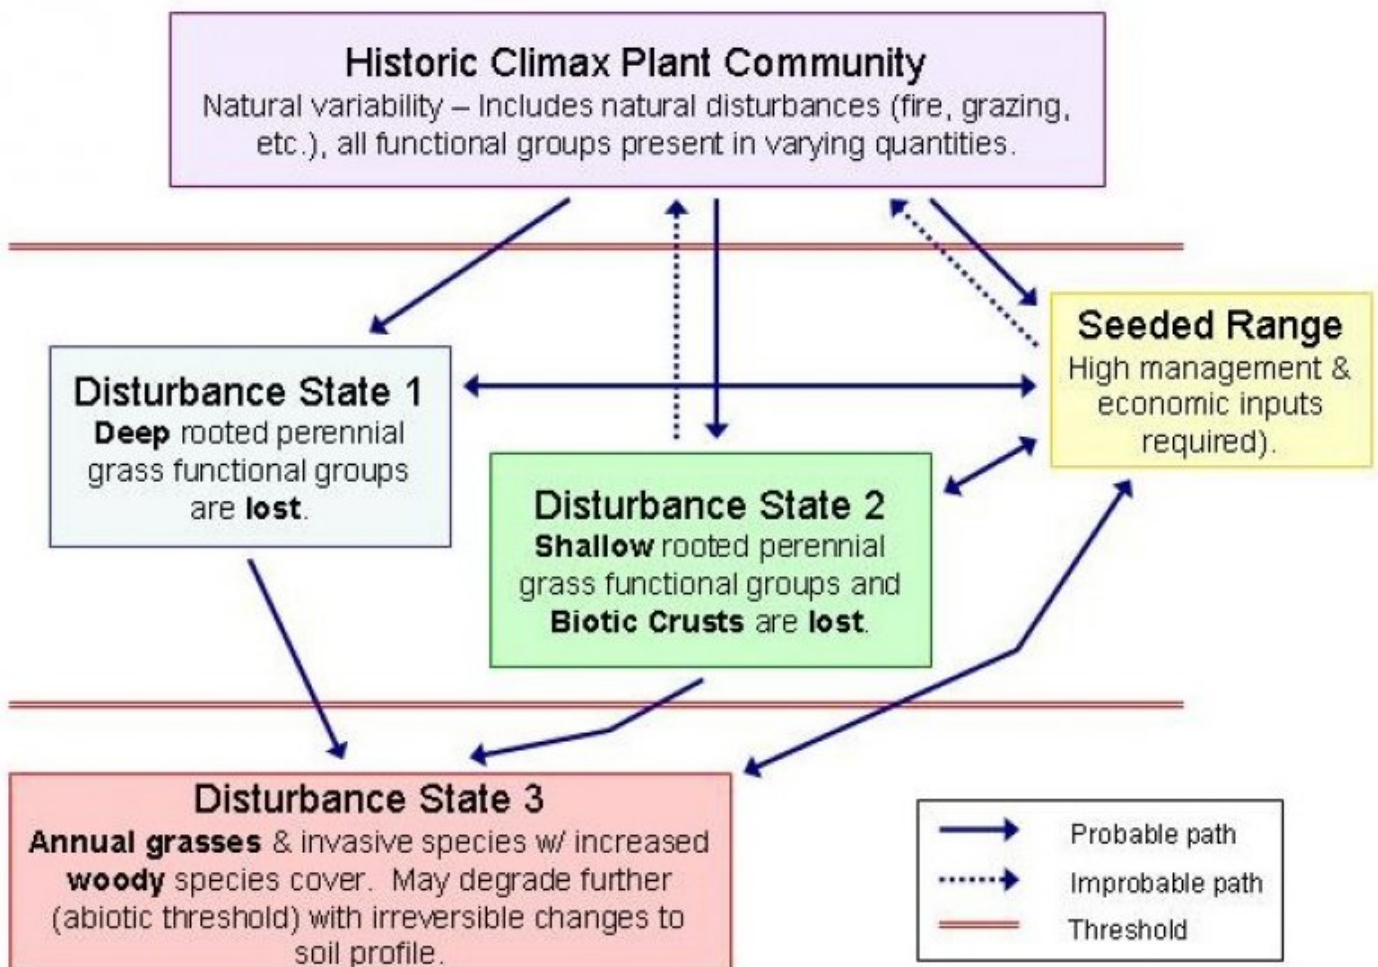 Historic Climax Plant Community
Natural variability – Includes natural disturbances (fire, grazing,
etc.), all functional groups present in varying quantities.
Seeded Range
High management &
economic inputs
required).
Disturbance State 1
Deep rooted perennial
grass functional groups
are lost.
Disturbance State 2
Shallow rooted perennial
grass functional groups and
Biotic Crusts are lost.
Disturbance State 3
Annual grasses & invasive species w/ increased
woody species cover. May degrade further
(abiotic threshold) with irreversible changes to
soil profile.
Probable path
Improbable path
Threshold